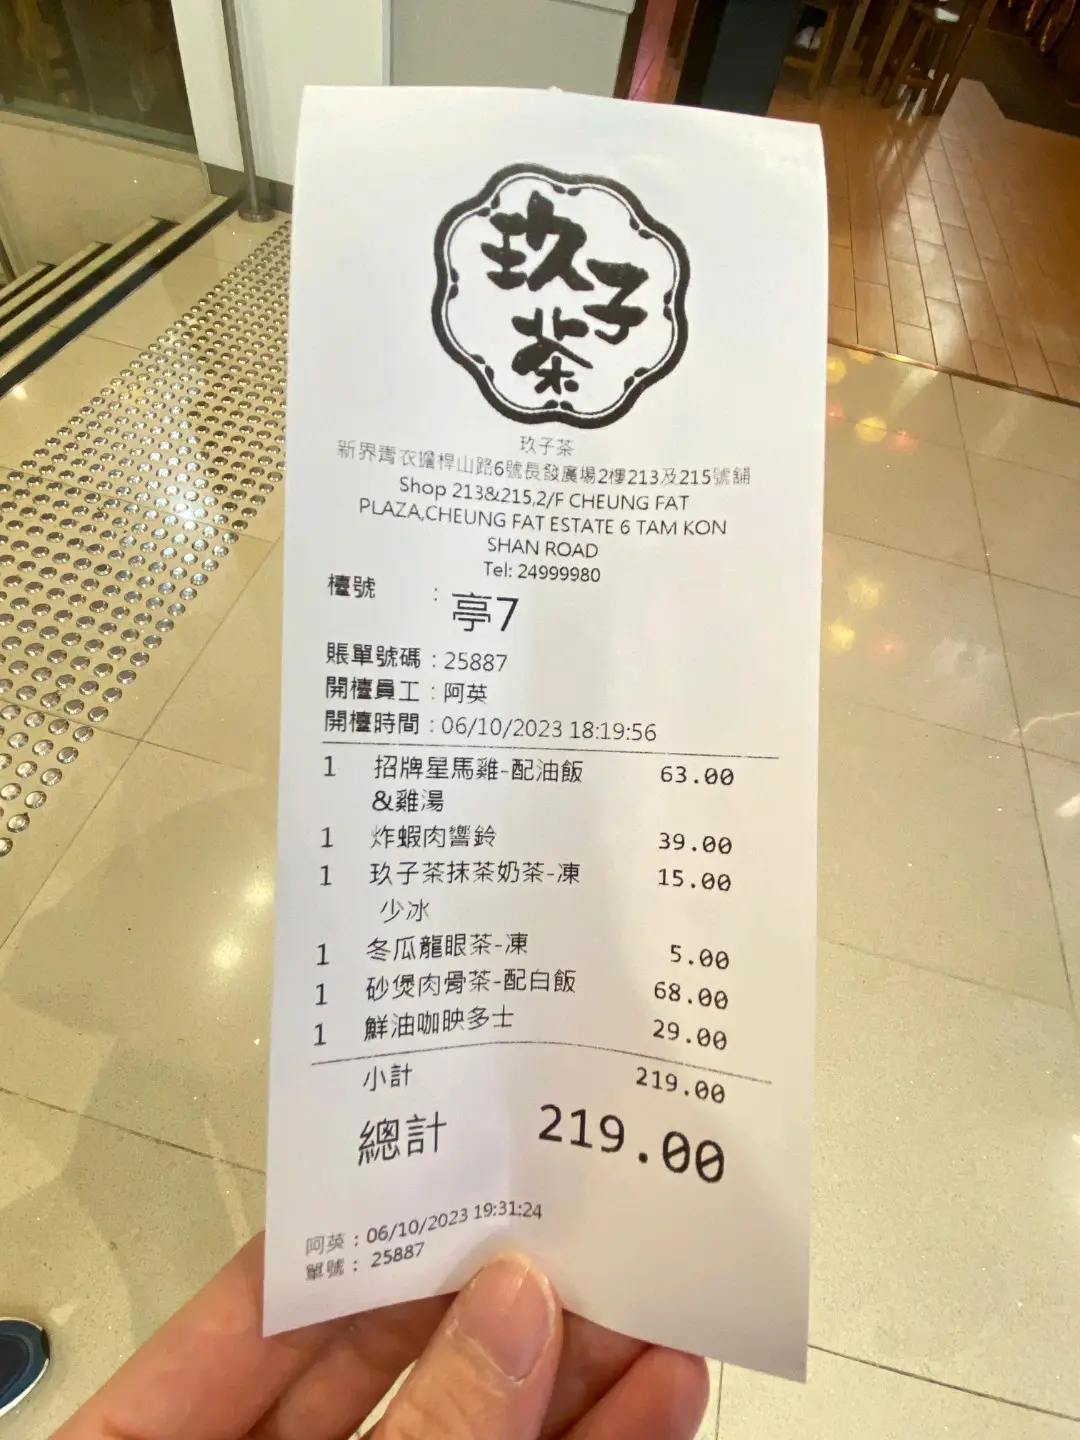 玖子茶
玖子茶
新界青衣擔桿山路6號長發廣場2樓213及215號舖
Shop 213&215,2/F CHEUNG FAT
PLAZA,CHEUNG FAT ESTATE 6 TAM KON
SHAN ROAD
Tel: 24999980
檯號 : 亭7
賬單號碼 : 25887
開檯員工 : 阿英
開檯時間 : 06/10/2023 18:19:56
1 招牌星馬雞-配油飯 63.00
&雞湯
1 炸蝦肉響鈴 39.00
1 玖子茶抹茶奶茶-凍 15.00
少冰
1 冬瓜龍眼茶-凍 5.00
1 砂煲肉骨茶-配白飯 68.00
1 鮮油咖央多士 29.00
小計 219.00
總計 219.00
阿英 : 06/10/2023 19:31:24
單號 : 25887